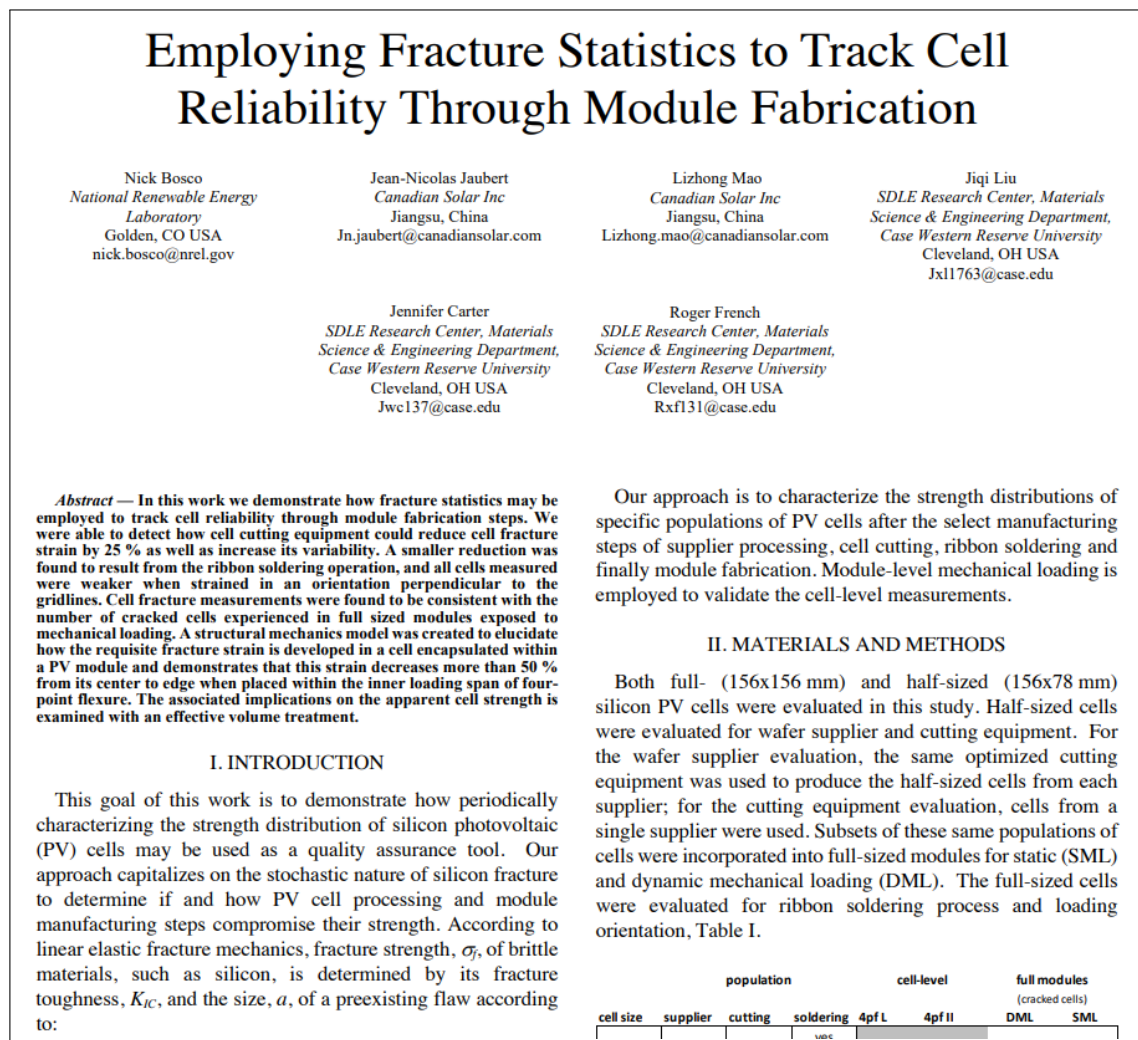 Employing Fracture Statistics to Track Cell
Reliability Through Module Fabrication
Nick Bosco
National Renewable Energy
Laboratory
Golden, CO USA
nick.bosco@nrel.gov
Jean-Nicolas Jaubert
Canadian Solar Inc
Jiangsu, China
Jn.jaubert@canadiansolar.com
Lizhong Mao
Canadian Solar Inc
Jiangsu, China
Lizhong.mao@canadiansolar.com
Jiqi Liu
SDLE Research Center, Materials
Science & Engineering Department,
Case Western Reserve University
Cleveland, OH USA
Jxl1763@case.edu
Jennifer Carter
SDLE Research Center, Materials
Science & Engineering Department,
Case Western Reserve University
Cleveland, OH USA
Jwc137@case.edu
Roger French
SDLE Research Center, Materials
Science & Engineering Department,
Case Western Reserve University
Cleveland, OH USA
Rxf131@case.edu
Abstract — In this work we demonstrate how fracture statistics may be
employed to track cell reliability through module fabrication steps. We
were able to detect how cell cutting equipment could reduce cell fracture
strain by 25 % as well as increase its variability. A smaller reduction was
found to result from the ribbon soldering operation, and all cells measured
were weaker when strained in an orientation perpendicular to the
gridlines. Cell fracture measurements were found to be consistent with the
number of cracked cells experienced in full sized modules exposed to
mechanical loading. A structural mechanics model was created to elucidate
how the requisite fracture strain is developed in a cell encapsulated within
a PV module and demonstrates that this strain decreases more than 50 %
from its center to edge when placed within the inner loading span of four-
point flexure. The associated implications on the apparent cell strength is
examined with an effective volume treatment.
I. INTRODUCTION
This goal of this work is to demonstrate how periodically
characterizing the strength distribution of silicon photovoltaic
(PV) cells may be used as a quality assurance tool. Our
approach capitalizes on the stochastic nature of silicon fracture
to determine if and how PV cell processing and module
manufacturing steps compromise their strength. According to
linear elastic fracture mechanics, fracture strength, σf, of brittle
materials, such as silicon, is determined by its fracture
toughness, KIC, and the size, a, of a preexisting flaw according
to:
Our approach is to characterize the strength distributions of
specific populations of PV cells after the select manufacturing
steps of supplier processing, cell cutting, ribbon soldering and
finally module fabrication. Module-level mechanical loading is
employed to validate the cell-level measurements.
II. MATERIALS AND METHODS
Both full- (156x156 mm) and half-sized (156x78 mm)
silicon PV cells were evaluated in this study. Half-sized cells
were evaluated for wafer supplier and cutting equipment. For
the wafer supplier evaluation, the same optimized cutting
equipment was used to produce the half-sized cells from each
supplier; for the cutting equipment evaluation, cells from a
single supplier were used. Subsets of these same populations of
cells were incorporated into full-sized modules for static (SML)
and dynamic mechanical loading (DML). The full-sized cells
were evaluated for ribbon soldering process and loading
orientation, Table I.
population cell-level full modules
(cracked cells)
cell size supplier cutting soldering 4pf L 4pf II DML SML
yes